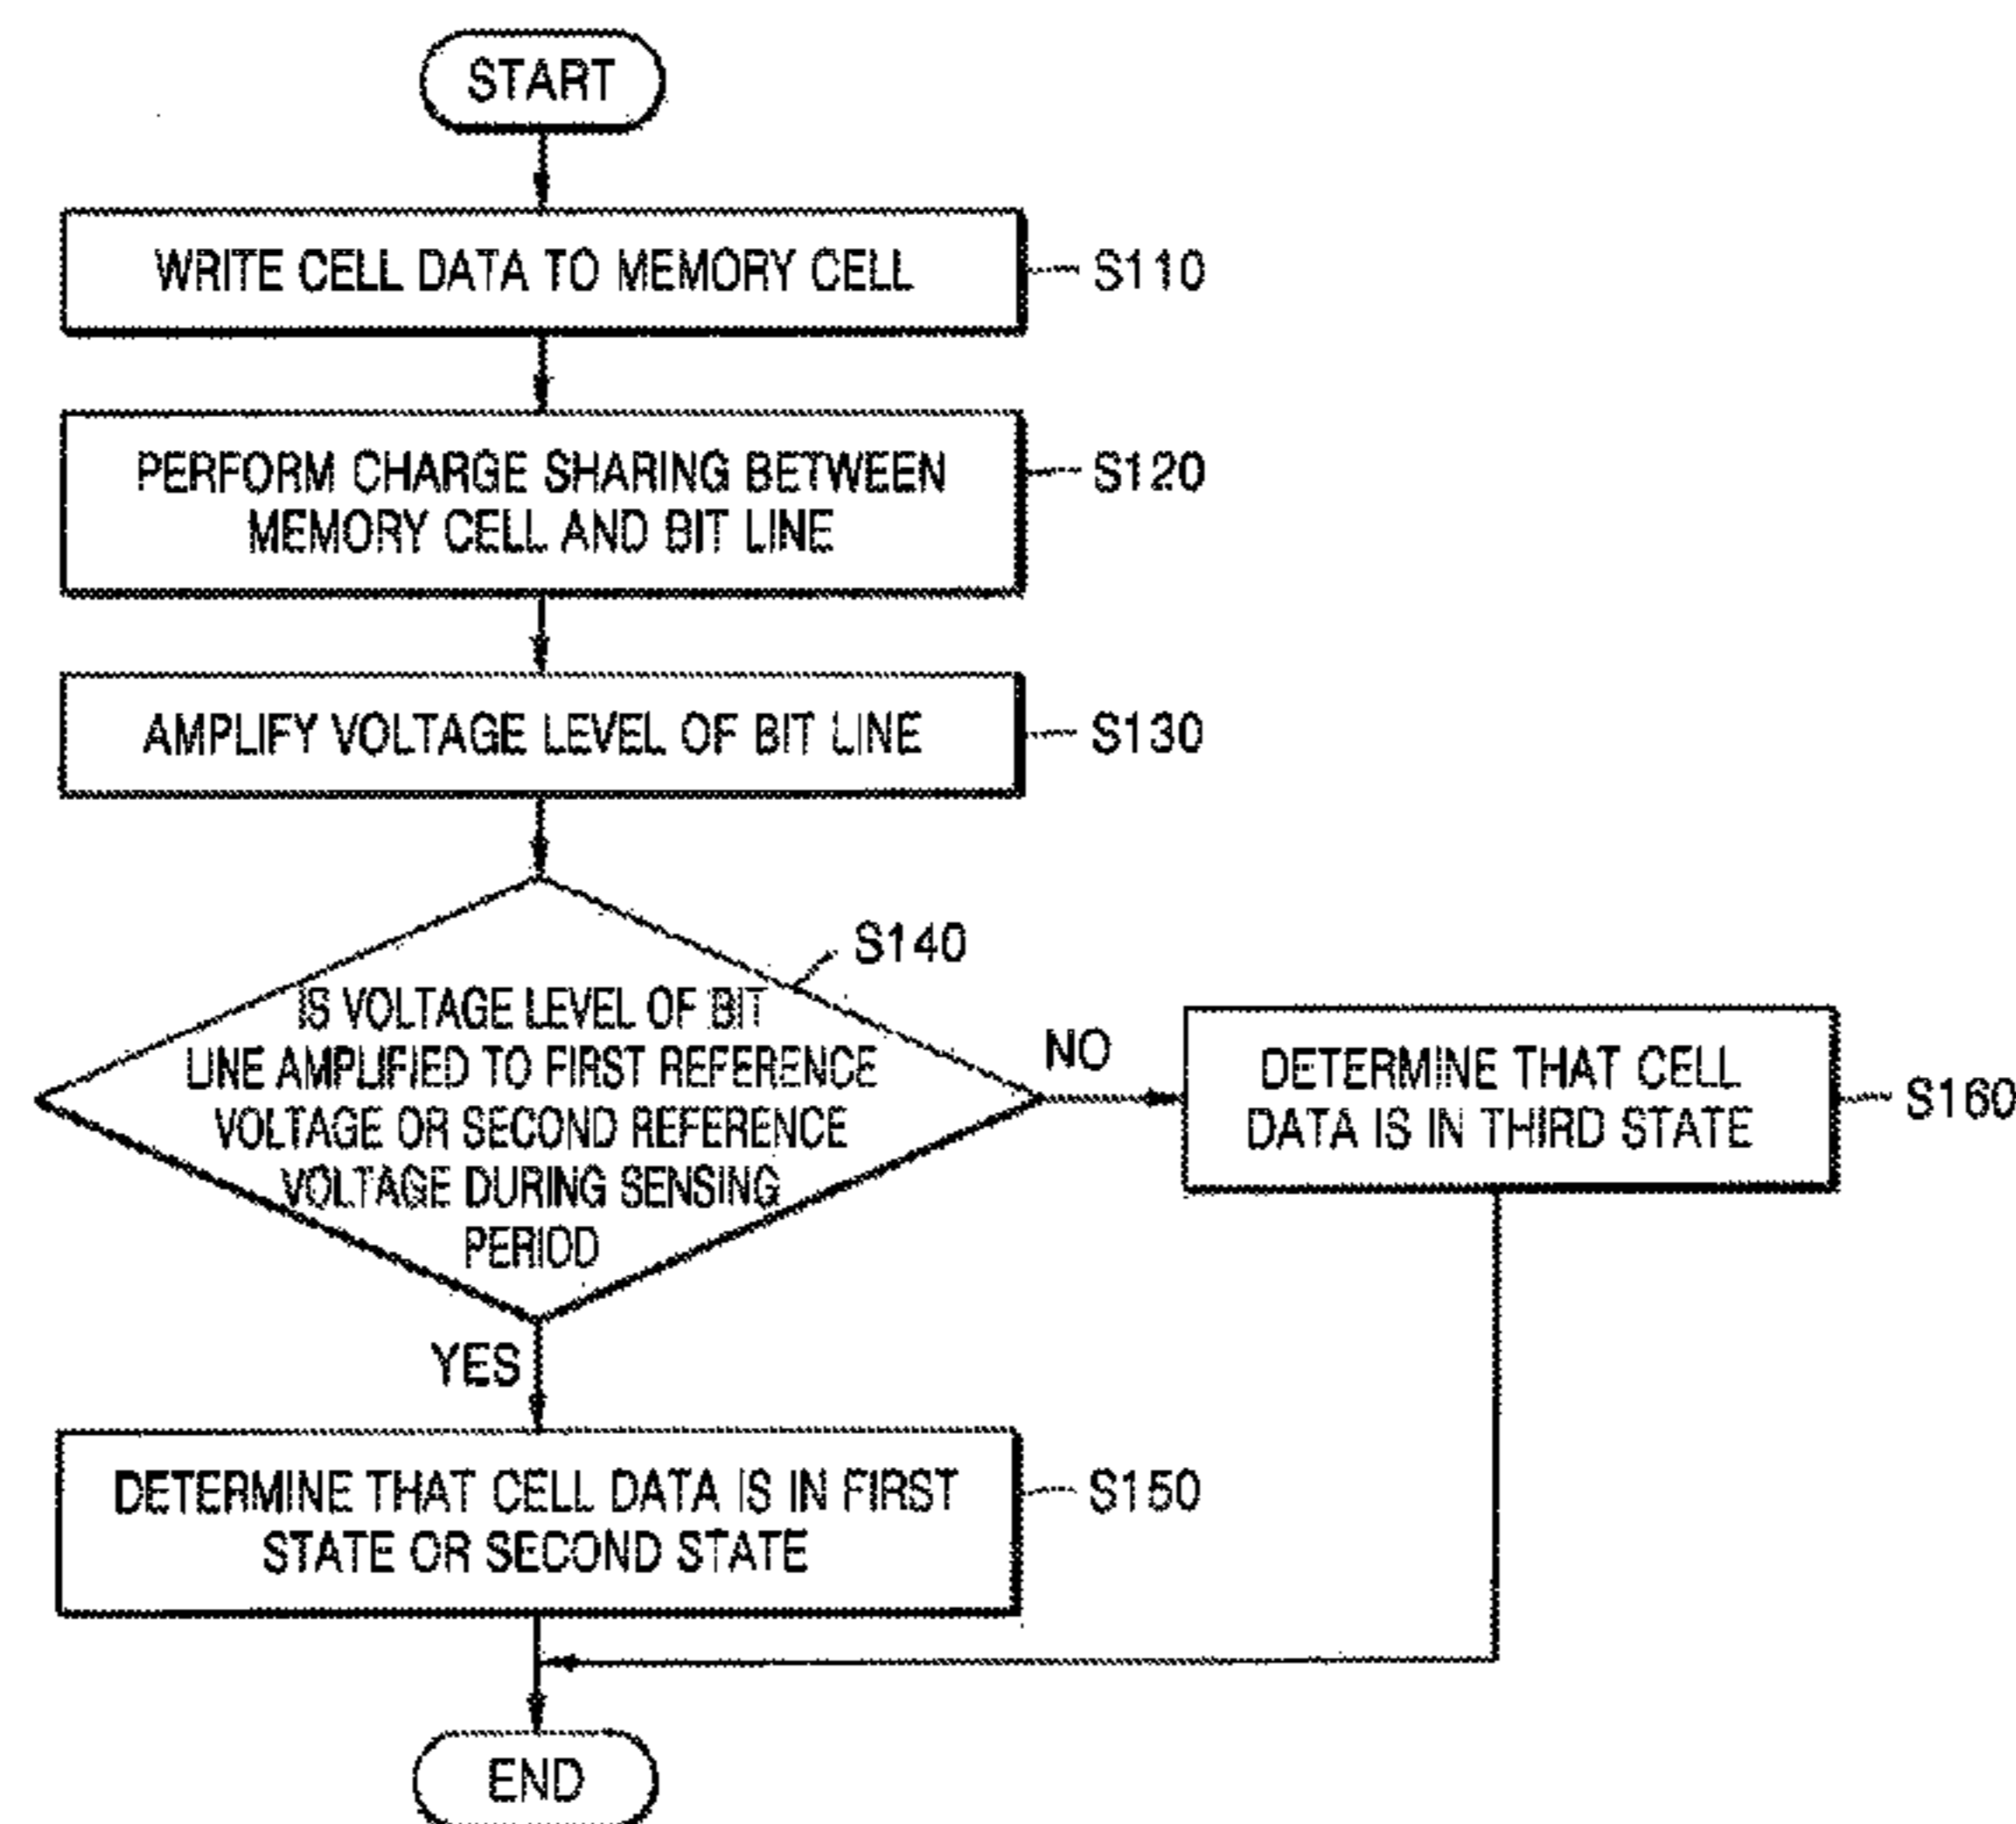 START
WRITE CELL DATA TO MEMORY CELL
S110
PERFORM CHARGE SHARING BETWEEN
MEMORY CELL AND BIT LINE
S120
AMPLIFY VOLTAGE LEVEL OF BIT LINE
S130
S140
IS VOLTAGE LEVEL OF BIT
LINE AMPLIFIED TO FIRST REFERENCE
VOLTAGE OR SECOND REFERENCE
VOLTAGE DURING SENSING
PERIOD
NO
DETERMINE THAT CELL
DATA IS IN THIRD STATE
S160
YES
DETERMINE THAT CELL DATA IS IN FIRST
STATE OR SECOND STATE
S150
END